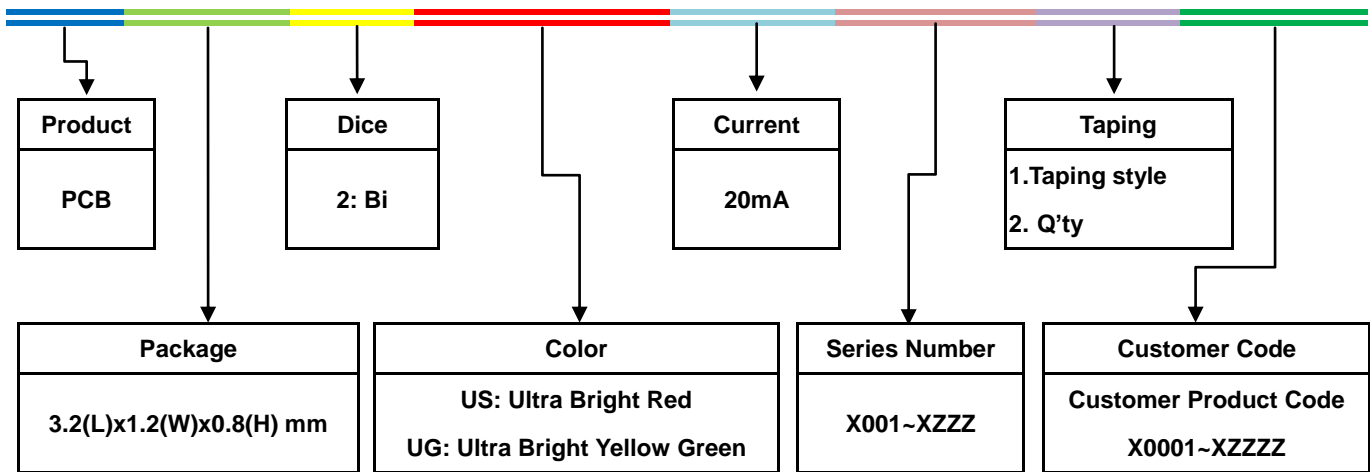 Product
PCB
Dice
2: Bi
Current
20mA
Taping
1.Taping style
2. Q’ty
Package
3.2(L)x1.2(W)x0.8(H) mm
Color
US: Ultra Bright Red
UG: Ultra Bright Yellow Green
Series Number
X001~XZZZ
Customer Code
Customer Product Code
X0001~XZZZZ